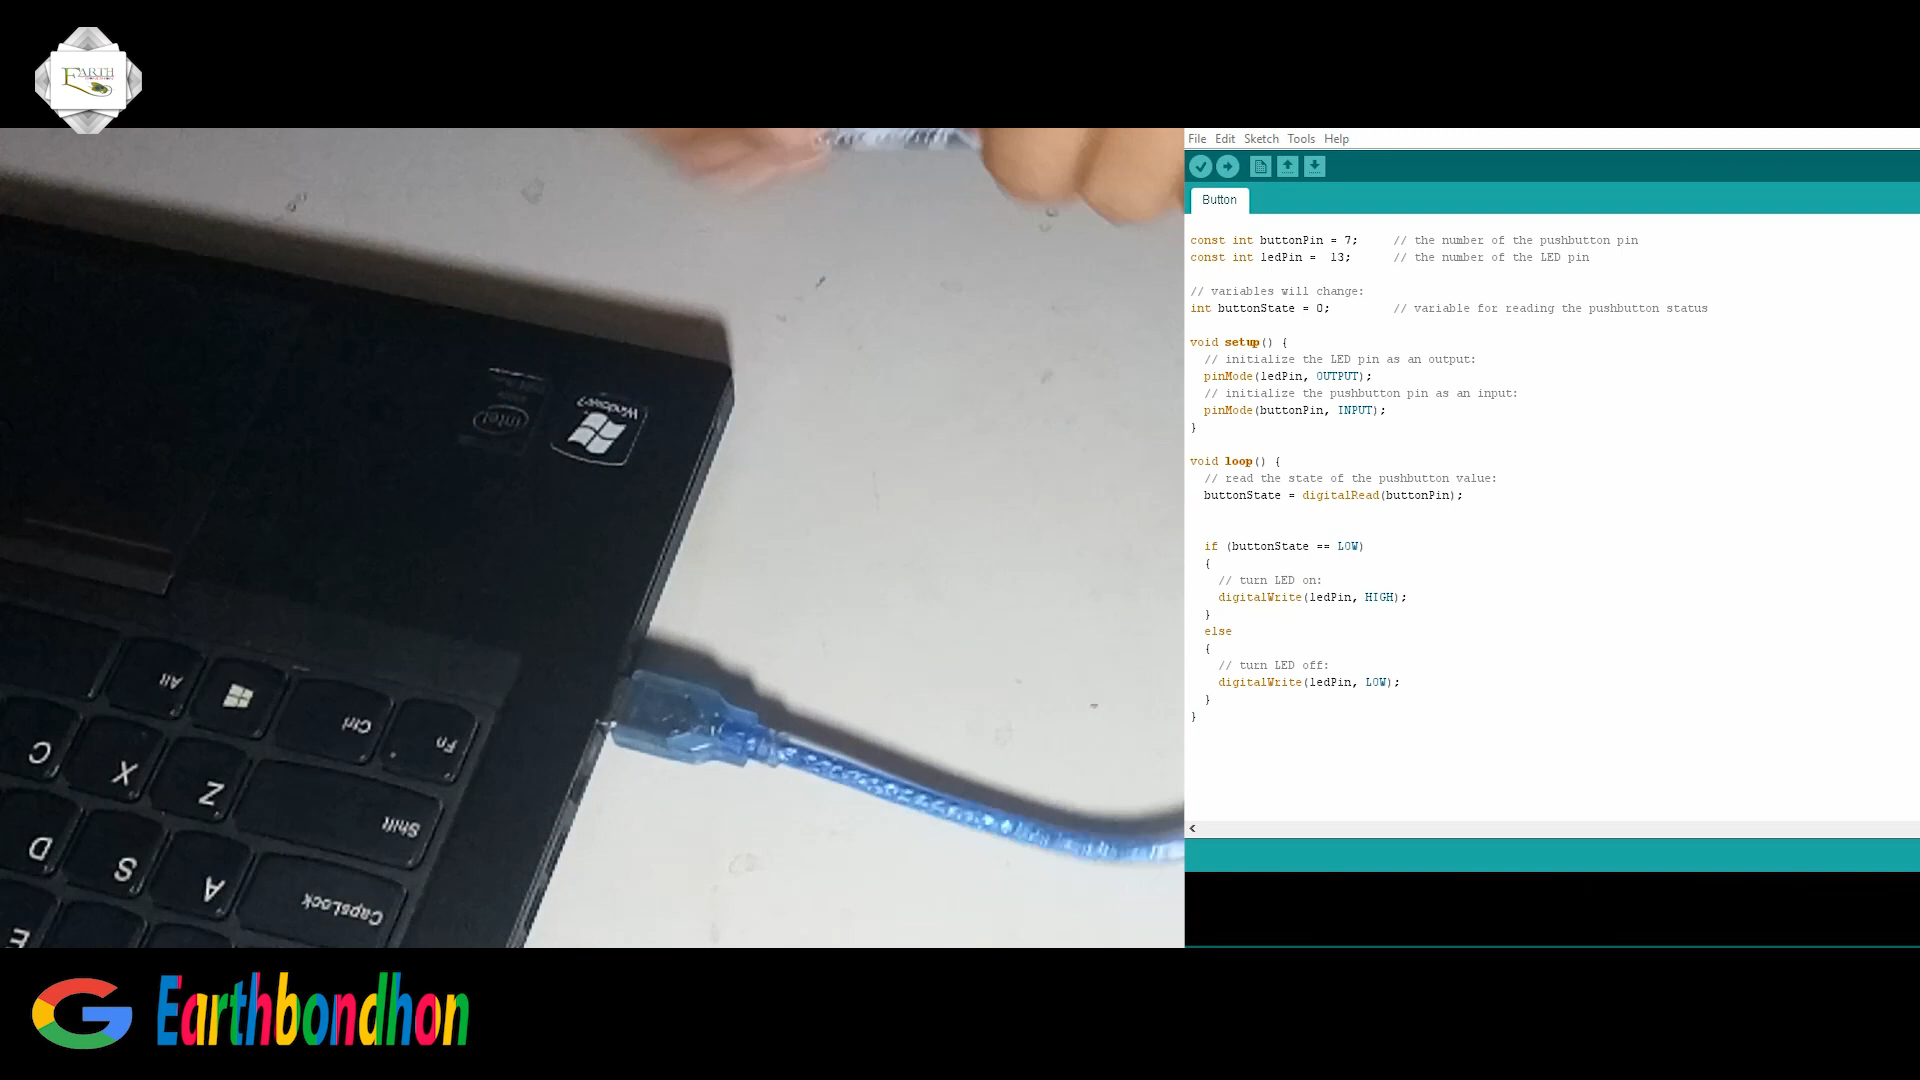 EARTH
File Edit Sketch Tools Help
Button
const int buttonPin = 7;     // the number of the pushbutton pin
const int ledPin =  13;      // the number of the LED pin
// variables will change:
int buttonState = 0;         // variable for reading the pushbutton status
void setup() {
  // initialize the LED pin as an output:
  pinMode(ledPin, OUTPUT);
  // initialize the pushbutton pin as an input:
  pinMode(buttonPin, INPUT);
}
void loop() {
  // read the state of the pushbutton value:
  buttonState = digitalRead(buttonPin);
  if (buttonState == LOW)
  {
    // turn LED on:
    digitalWrite(ledPin, HIGH);
  }
  else
  {
    // turn LED off:
    digitalWrite(ledPin, LOW);
  }
}
Windows 7
intel
Alt
Ctrl
Fn
C
X
Z
Shift
D
S
A
CapsLock
E
G Earthbondhon